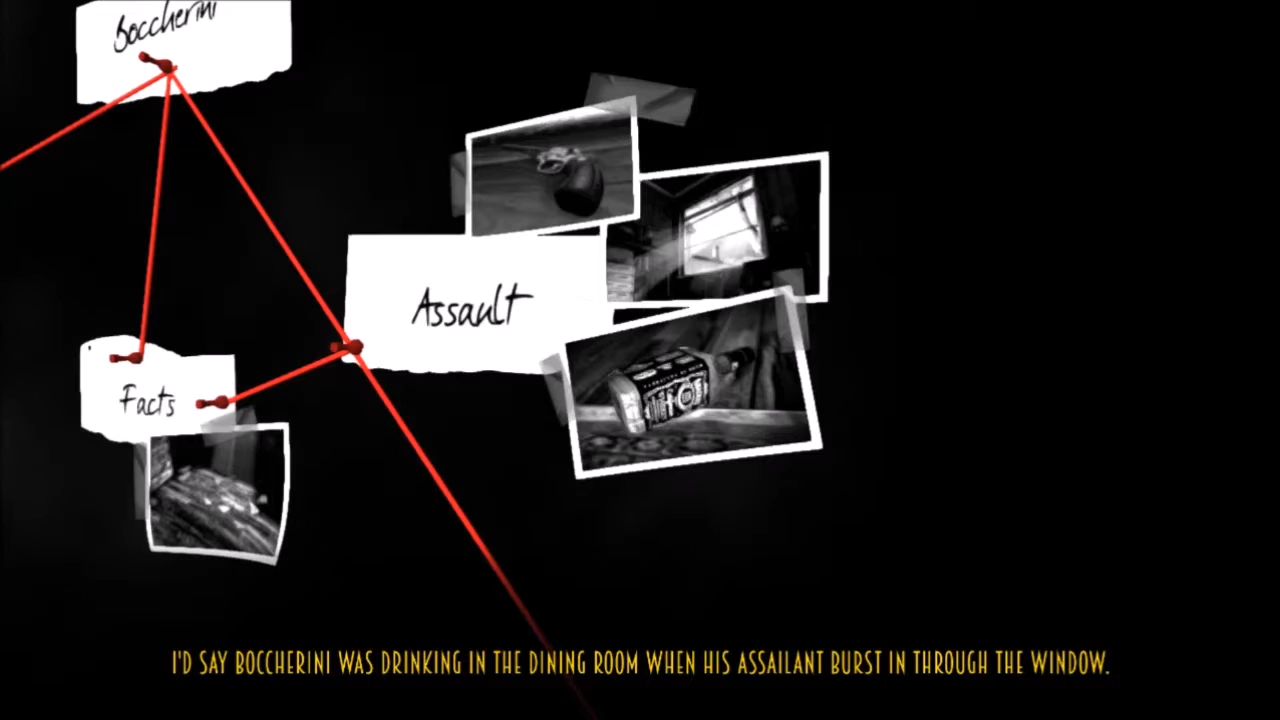 Boccherini
Assault
Facts
I'D SAY BOCCHERINI WAS DRINKING IN THE DINING ROOM WHEN HIS ASSAILANT BURST IN THROUGH THE WINDOW.